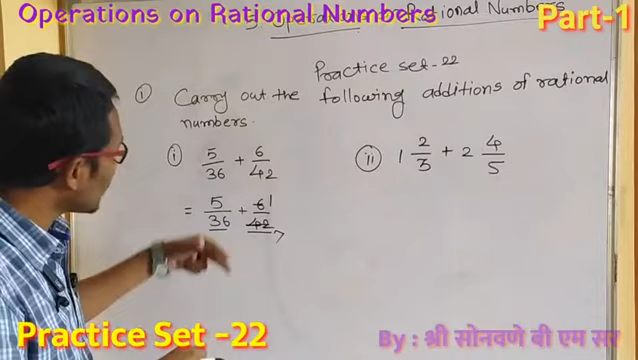 Operations on Rational Numbers
Part-1
Rational Numbers
Practice set-22
① Carry out the following additions of rational
numbers.
ⓘ 5/36 + 6/42
ⓘⓘ 1 2/3 + 2 4/5
= 5/36 + 6 1/42 7
Practice Set -22
By : श्री सोनवणे बी एम सर